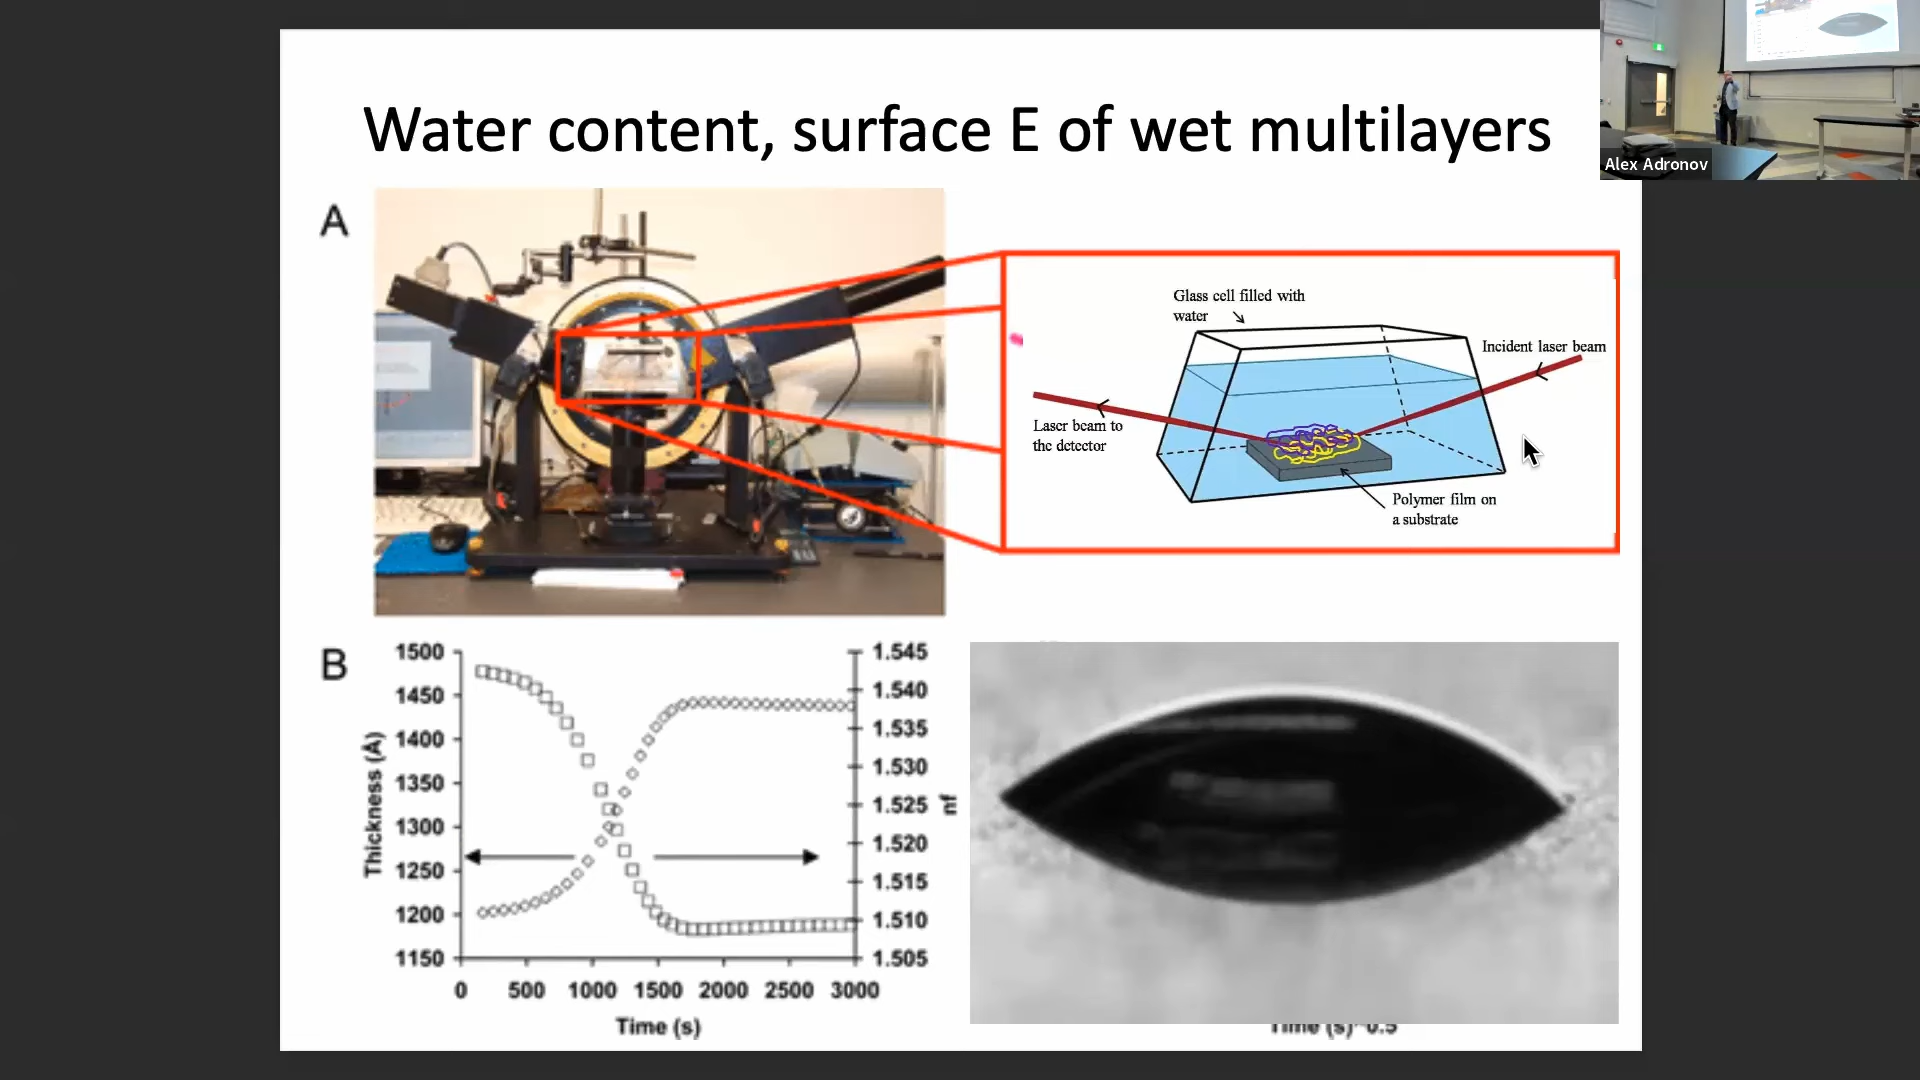 Water content, surface E of wet multilayers
Alex Adronov
A
Glass cell filled with
water
Incident laser beam
Laser beam to
the detector
Polymer film on
a substrate
B
1500
1450
1400
1350
1300
1250
1200
1150
Thickness (Å)
1.545
1.540
1.535
1.530
1.525
1.520
1.515
1.510
1.505
nf
0 500 1000 1500 2000 2500 3000
Time (s)
Time (s)^0.5